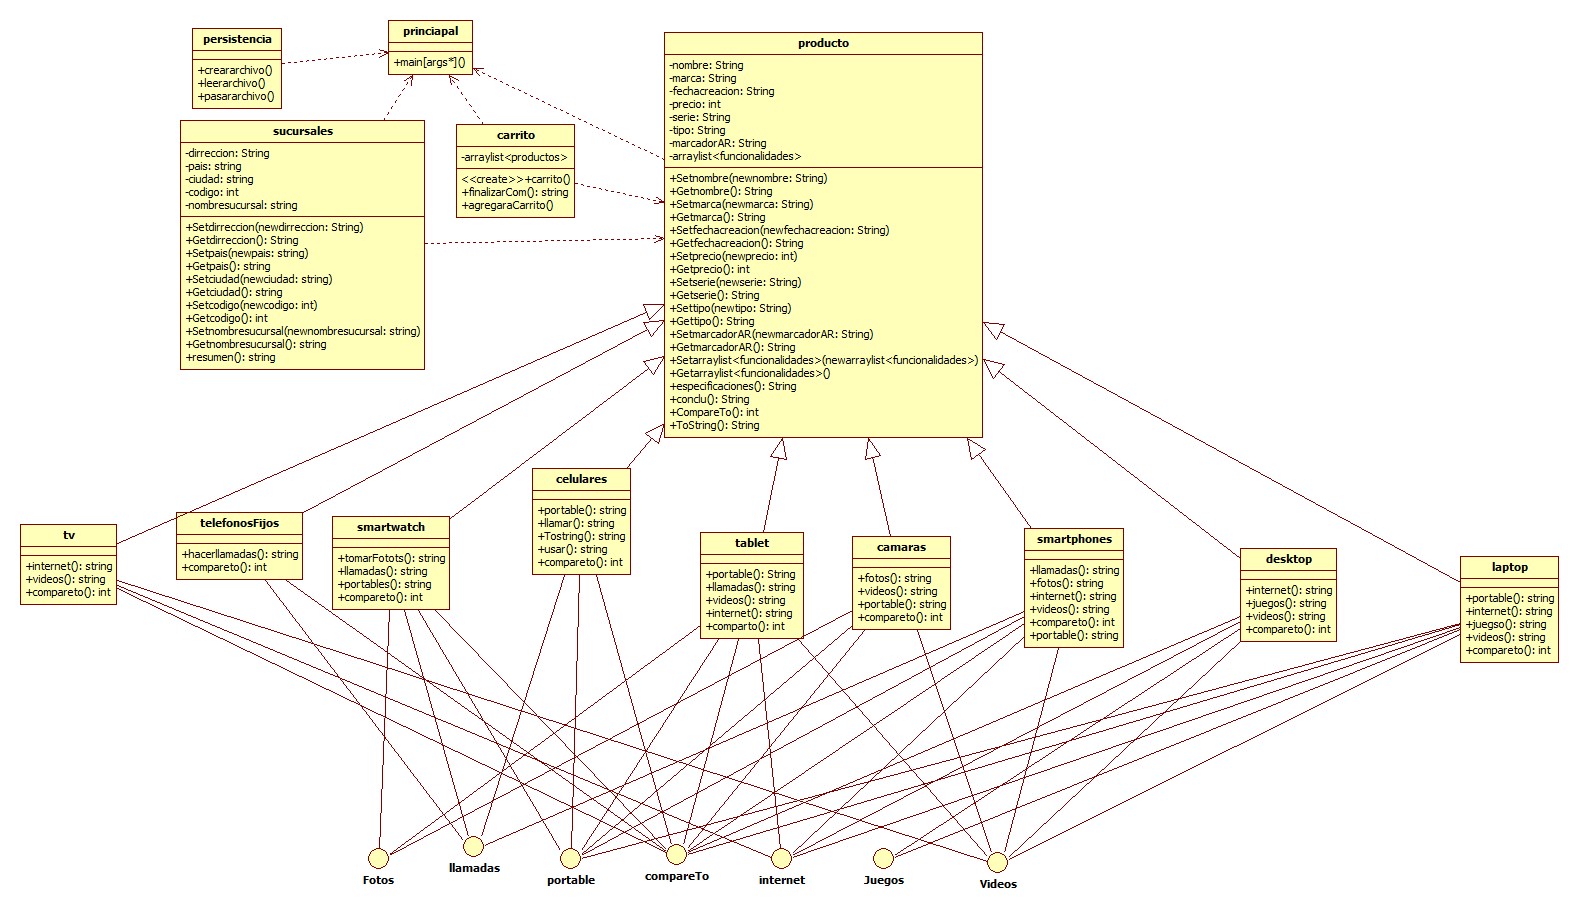 persistencia
+creararchivo()
+leerarchivo()
+pasararchivo()
princiapal
+main[args*]()
sucursales
-dirreccion: String
-pais: string
-ciudad: string
-codigo: int
-nombresucursal: string
+Setdirreccion(newdirreccion: String)
+Getdirreccion(): String
+Setpais(newpais: string)
+Getpais(): string
+Setciudad(newciudad: string)
+Getciudad(): string
+Setcodigo(newcodigo: int)
+Getcodigo(): int
+Setnombresucursal(newnombresucursal: string)
+Getnombresucursal(): string
+resumen(): string
carrito
-arraylist<productos>
<<create>>+carrito()
+finalizarCom(): string
+agregaraCarrito()
producto
-nombre: String
-marca: String
-fechacreacion: String
-precio: int
-serie: String
-tipo: String
-marcadorAR: String
-arraylist<funcionalidades>
+Setnombre(newnombre: String)
+Getnombre(): String
+Setmarca(newmarca: String)
+Getmarca(): String
+Setfechacreacion(newfechacreacion: String)
+Getfechacreacion(): String
+Setprecio(newprecio: int)
+Getprecio(): int
+Setserie(newserie: String)
+Getserie(): String
+Settipo(newtipo: String)
+Gettipo(): String
+SetmarcadorAR(newmarcadorAR: String)
+GetmarcadorAR(): String
+Setarraylist<funcionalidades>(newarraylist<funcionalidades>)
+Getarraylist<funcionalidades>()
+especificaciones(): String
+conclu(): String
+CompareTo(): int
+ToString(): String
tv
+internet(): string
+videos(): string
+compareto(): int
telefonosFijos
+hacerllamadas(): string
+compareto(): int
smartwatch
+tomarFotots(): string
+llamadas(): string
+portables(): string
+compareto(): int
celulares
+portable(): string
+llamar(): string
+Tostring(): string
+usar(): string
+compareto(): int
tablet
+portable(): String
+llamadas(): string
+videos(): string
+internet(): string
+comparto(): int
camaras
+fotos(): string
+videos(): string
+portable(): string
+compareto(): int
smartphones
+llamadas(): string
+fotos(): string
+internet(): string
+videos(): string
+compareto(): int
+portable(): string
desktop
+internet(): string
+juegos(): string
+videos(): string
+compareto(): int
laptop
+portable(): string
+internet(): string
+juegso(): string
+videos(): string
+compareto(): int
Fotos
llamadas
portable
compareTo
internet
Juegos
Videos